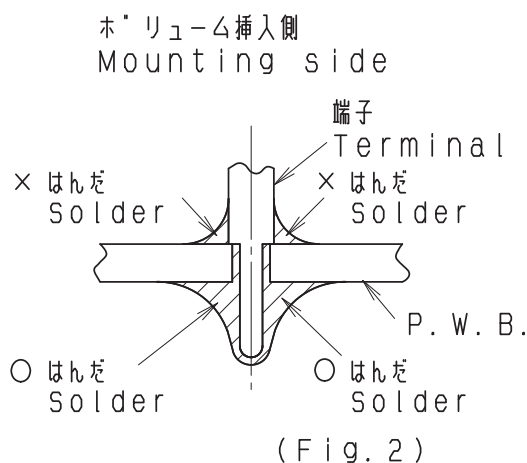 ボリューム挿入側
Mounting side
端子
Terminal
× はんだ
Solder
× はんだ
Solder
P.W.B.
○ はんだ
Solder
○ はんだ
Solder
(Fig.2)